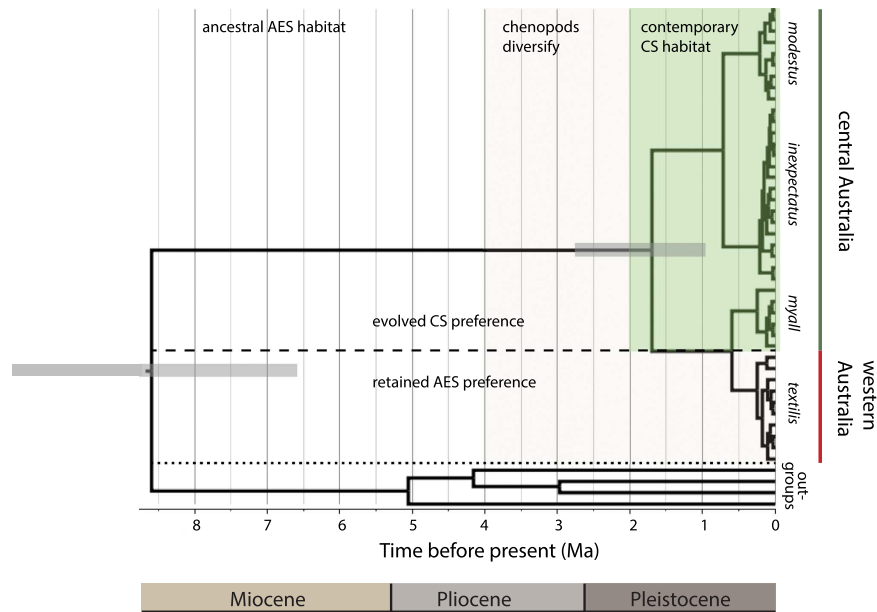 ancestral AES habitat
chenopods
diversify
contemporary
CS habitat
modestus
inexpectatus
myall
textilis
out-
groups
central Australia
western
Australia
evolved CS preference
retained AES preference
8 7 6 5 4 3 2 1 0
Time before present (Ma)
Miocene Pliocene Pleistocene